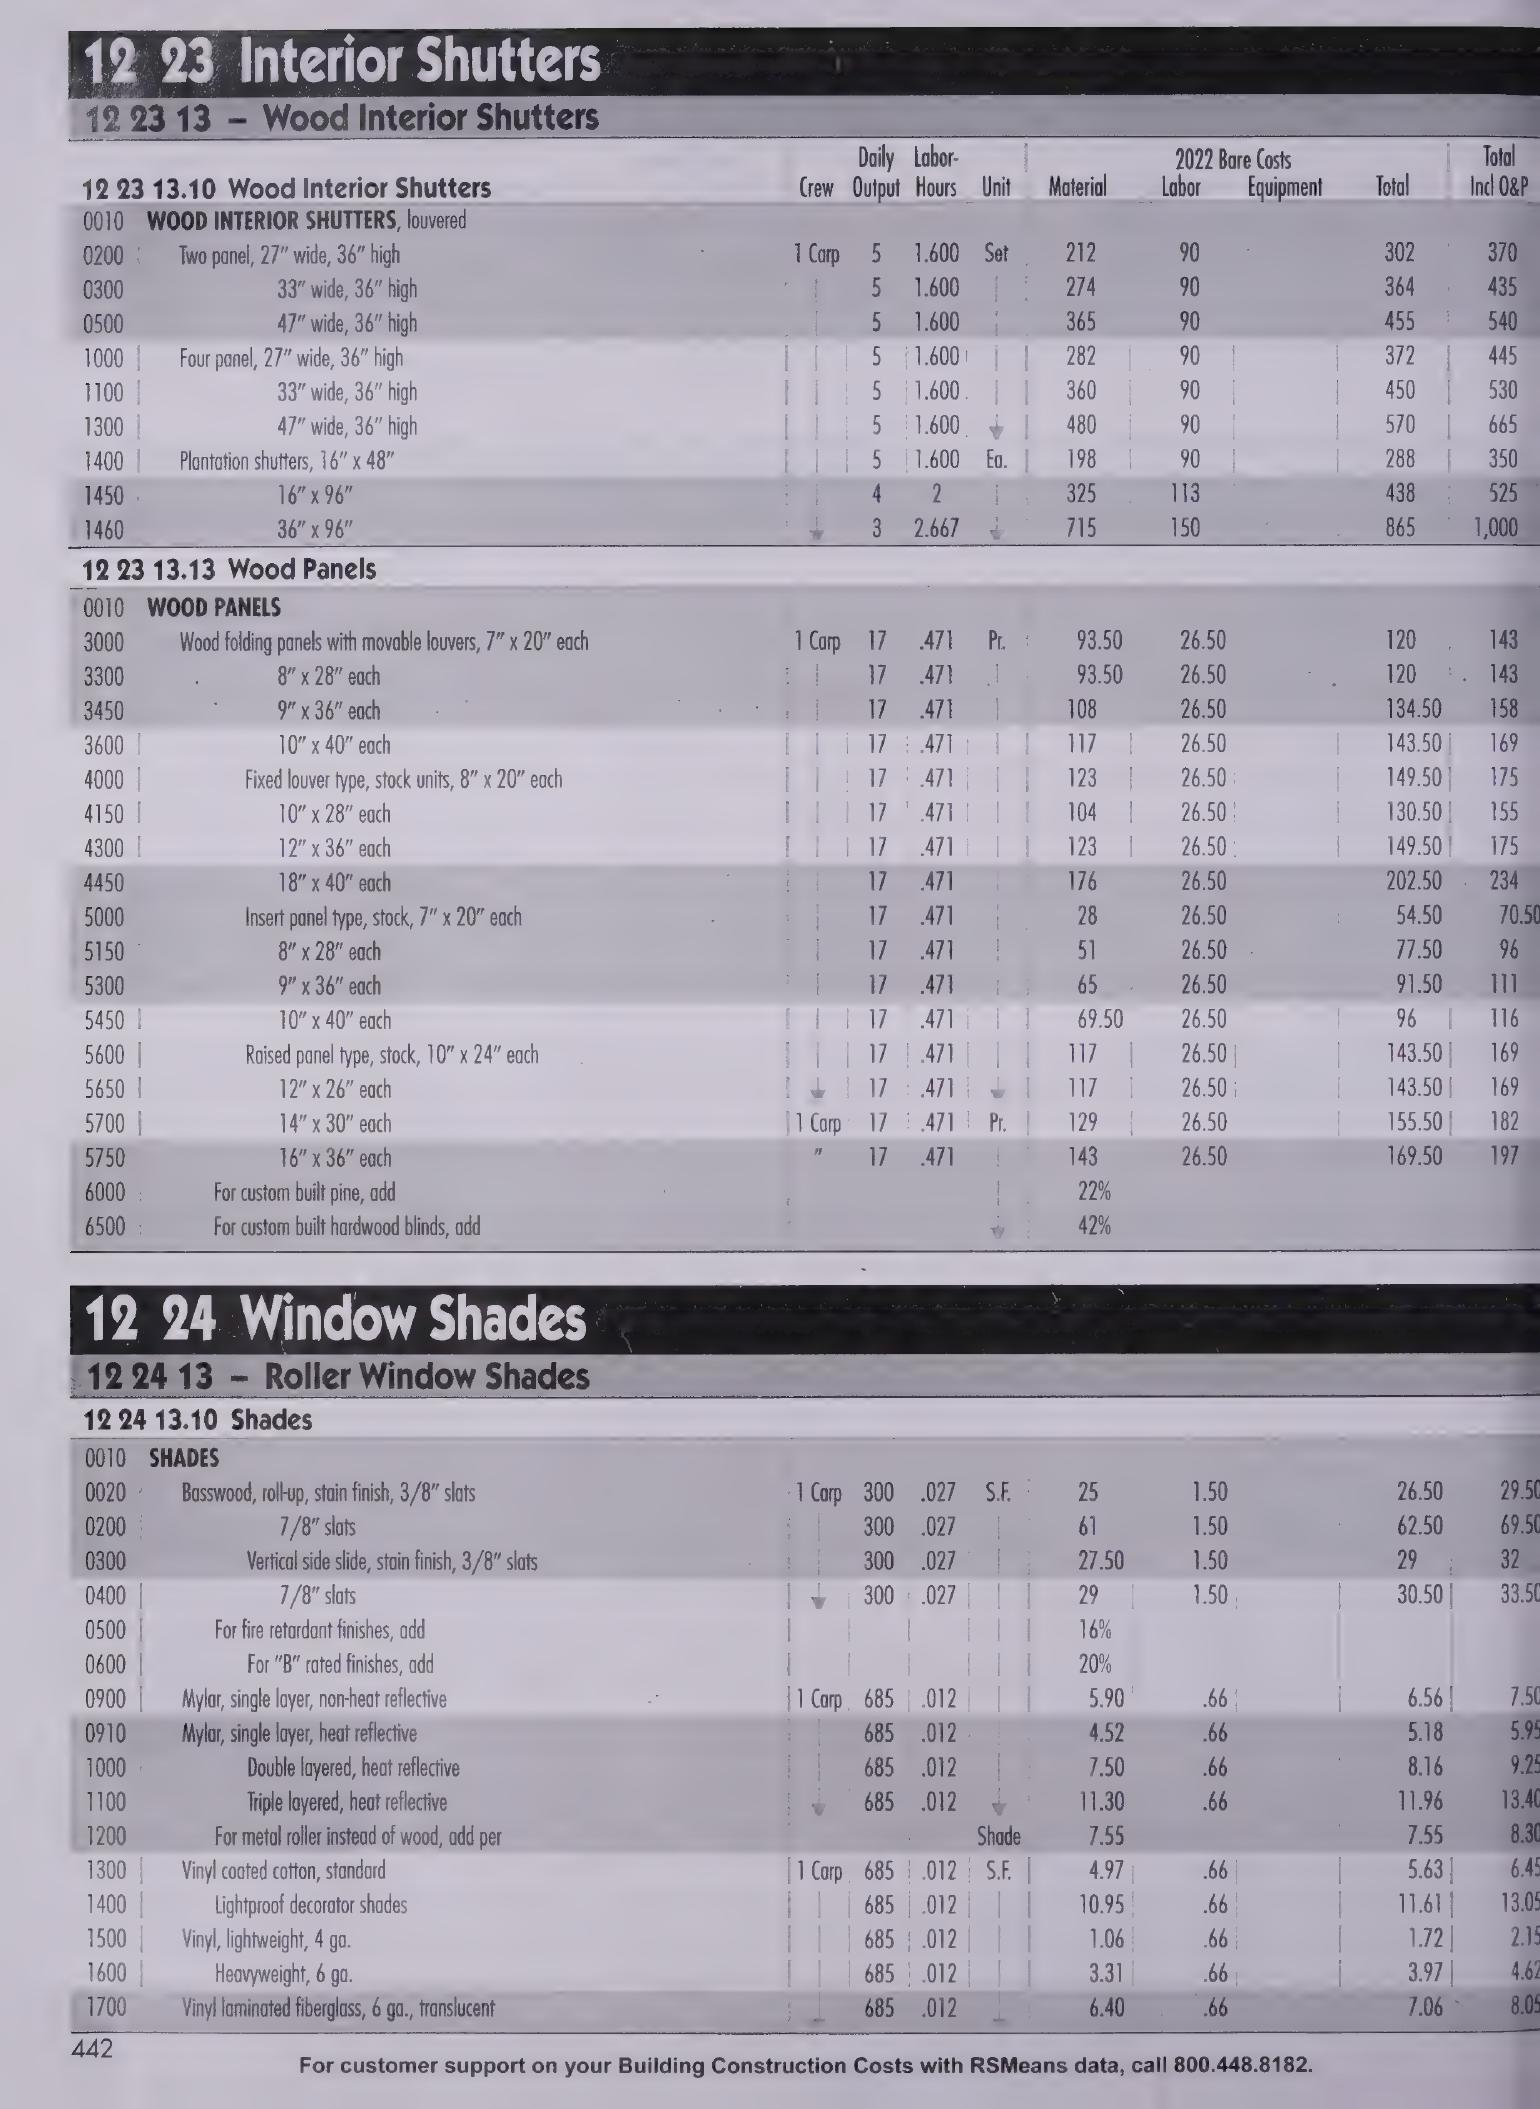 12 23 Interior Shutters
12 23 13 – Wood Interior Shutters
Daily Labor- 2022 Bare Costs Total
12 23 13.10 Wood Interior Shutters Crew Output Hours Unit Material Labor Equipment Total Incl O&P
0010 WOOD INTERIOR SHUTTERS, louvered
0200 Two panel, 27" wide, 36" high 1 Carp 5 1.600 Set 212 90 302 370
0300 33" wide, 36" high 5 1.600 274 90 364 435
0500 47" wide, 36" high 5 1.600 365 90 455 540
1000 Four panel, 27" wide, 36" high 5 1.600 282 90 372 445
1100 33" wide, 36" high 5 1.600 360 90 450 530
1300 47" wide, 36" high 5 1.600 480 90 570 665
1400 Plantation shutters, 16" x 48" 5 1.600 Ea. 198 90 288 350
1450 16" x 96" 4 2 325 113 438 525
1460 36" x 96" 3 2.667 715 150 865 1,000
12 23 13.13 Wood Panels
0010 WOOD PANELS
3000 Wood folding panels with movable louvers, 7" x 20" each 1 Carp 17 .471 Pr. 93.50 26.50 120 143
3300 8" x 28" each 17 .471 93.50 26.50 120 143
3450 9" x 36" each 17 .471 108 26.50 134.50 158
3600 10" x 40" each 17 .471 117 26.50 143.50 169
4000 Fixed louver type, stock units, 8" x 20" each 17 .471 123 26.50 149.50 175
4150 10" x 28" each 17 .471 104 26.50 130.50 155
4300 12" x 36" each 17 .471 123 26.50 149.50 175
4450 18" x 40" each 17 .471 176 26.50 202.50 234
5000 Insert panel type, stock, 7" x 20" each 17 .471 28 26.50 54.50 70.50
5150 8" x 28" each 17 .471 51 26.50 77.50 96
5300 9" x 36" each 17 .471 65 26.50 91.50 111
5450 10" x 40" each 17 .471 69.50 26.50 96 116
5600 Raised panel type, stock, 10" x 24" each 17 .471 117 26.50 143.50 169
5650 12" x 26" each 17 .471 117 26.50 143.50 169
5700 14" x 30" each 1 Carp 17 .471 Pr. 129 26.50 155.50 182
5750 16" x 36" each " 17 .471 143 26.50 169.50 197
6000 For custom built pine, add 22%
6500 For custom built hardwood blinds, add 42%
12 24 Window Shades
12 24 13 – Roller Window Shades
12 24 13.10 Shades
0010 SHADES
0020 Basswood, roll-up, stain finish, 3/8" slats 1 Carp 300 .027 S.F. 25 1.50 26.50 29.50
0200 7/8" slats 300 .027 61 1.50 62.50 69.50
0300 Vertical side slide, stain finish, 3/8" slats 300 .027 27.50 1.50 29 32
0400 7/8" slats 300 .027 29 1.50 30.50 33.50
0500 For fire retardant finishes, add 16%
0600 For "B" rated finishes, add 20%
0900 Mylar, single layer, non-heat reflective 1 Carp 685 .012 5.90 .66 6.56 7.50
0910 Mylar, single layer, heat reflective 685 .012 4.52 .66 5.18 5.95
1000 Double layered, heat reflective 685 .012 7.50 .66 8.16 9.25
1100 Triple layered, heat reflective 685 .012 11.30 .66 11.96 13.40
1200 For metal roller instead of wood, add per Shade 7.55 7.55 8.30
1300 Vinyl coated cotton, standard 1 Carp 685 .012 S.F. 4.97 .66 5.63 6.45
1400 Lightproof decorator shades 685 .012 10.95 .66 11.61 13.05
1500 Vinyl, lightweight, 4 ga. 685 .012 1.06 .66 1.72 2.15
1600 Heavyweight, 6 ga. 685 .012 3.31 .66 3.97 4.62
1700 Vinyl laminated fiberglass, 6 ga., translucent 685 .012 6.40 .66 7.06 8.05
442
For customer support on your Building Construction Costs with RSMeans data, call 800.448.8182.